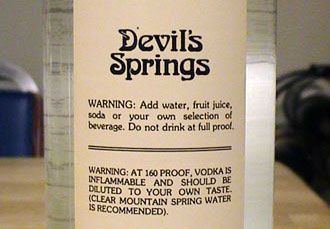 Devil's
Springs
WARNING: Add water, fruit juice,
soda or your own selection of
beverage. Do not drink at full proof.
WARNING: AT 160 PROOF, VODKA IS
INFLAMMABLE AND SHOULD BE
DILUTED TO YOUR OWN TASTE.
(CLEAR MOUNTAIN SPRING WATER
IS RECOMMENDED).